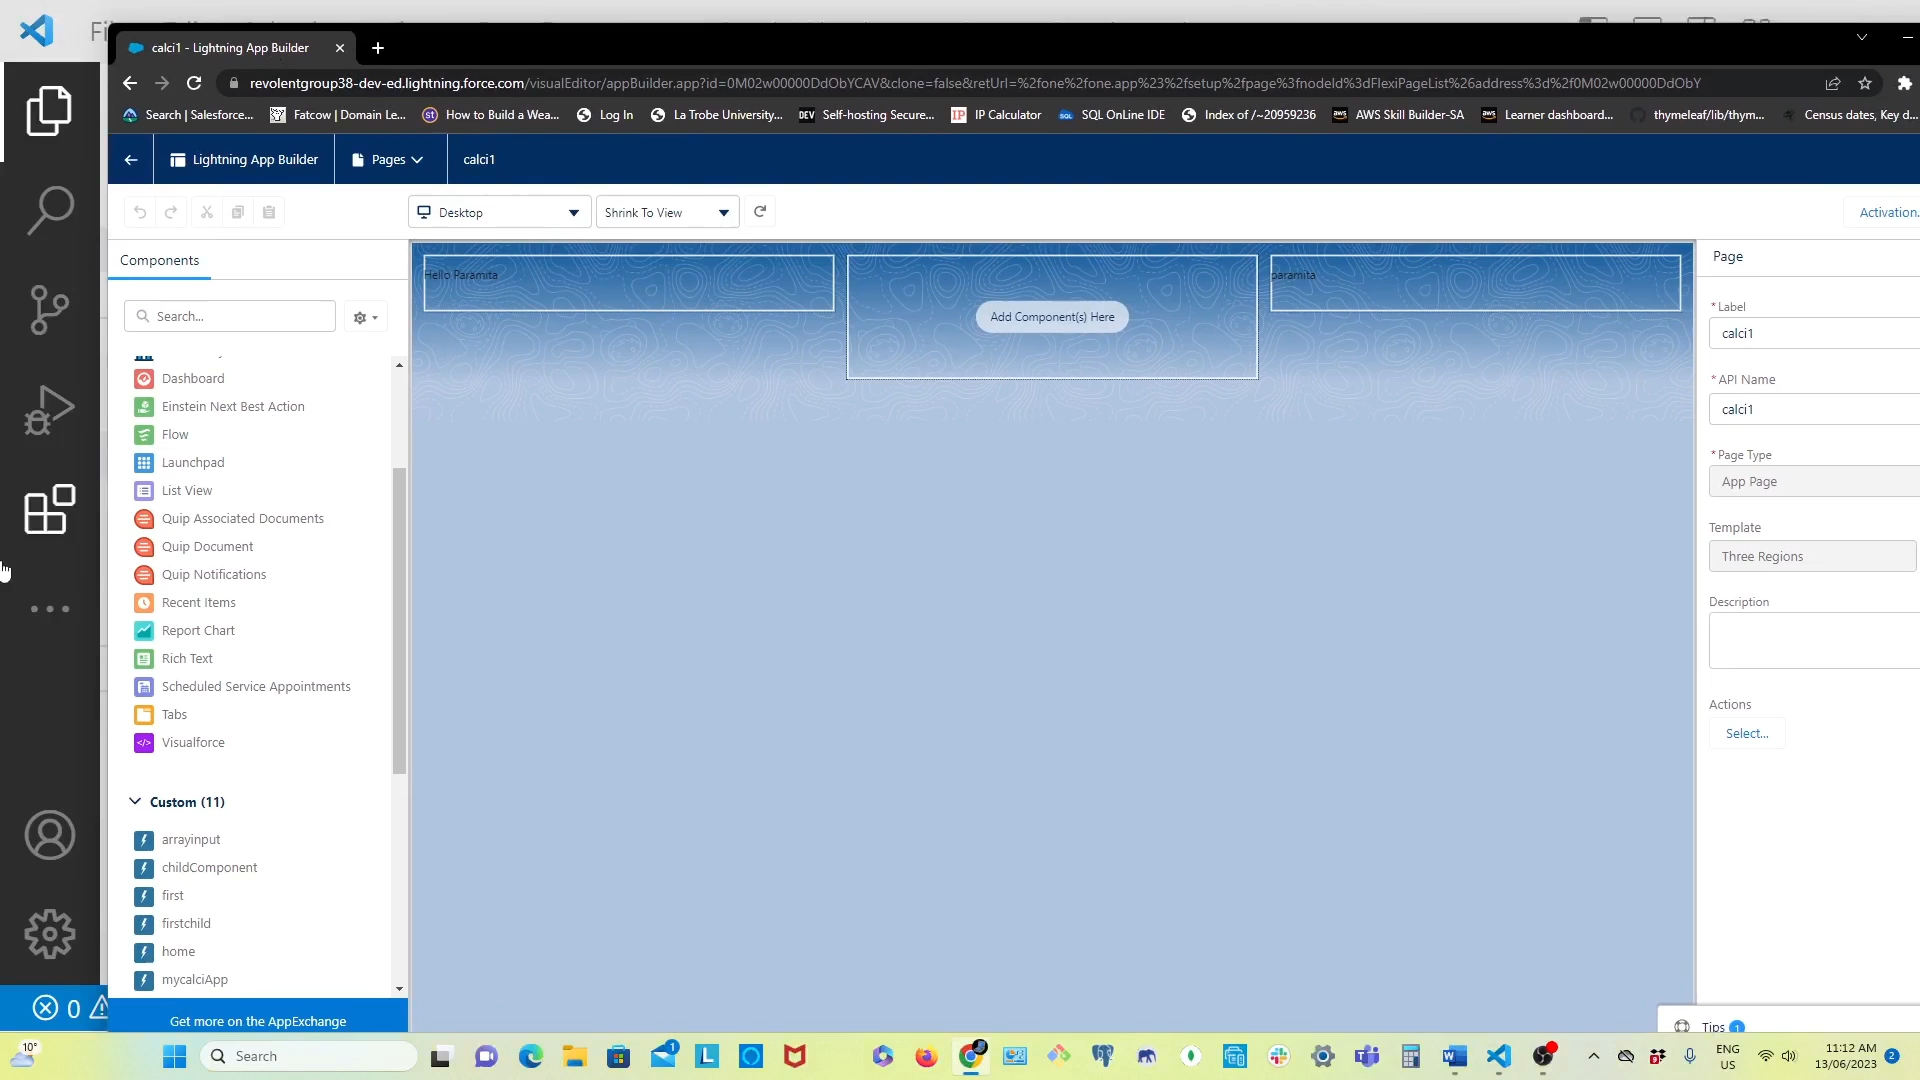 calci1 - Lightning App Builder
revolentgroup38-dev-ed.lightning.force.com/visualEditor/appBuilder.app?id=0M02w00000DdObYCAV&clone=false&retUrl=%2fone%2fone.app%23%2fsetup%2fpage%3fnodeId%3dFlexiPageList%26address%3d%2f0M02w00000DdObY
Search | Salesforce... Fatcow | Domain Le... How to Build a Wea... Log In La Trobe University... DEV Self-hosting Secure... IP IP Calculator SQL OnLine IDE Index of /~20959236 AWS Skill Builder-SA Learner dashboard... thymeleaf/lib/thym... Census dates, Key d...
Lightning App Builder Pages calci1
Desktop Shrink To View Activation.
Components
Search...
Dashboard
Einstein Next Best Action
Flow
Launchpad
List View
Quip Associated Documents
Quip Document
Quip Notifications
Recent Items
Report Chart
Rich Text
Scheduled Service Appointments
Tabs
Visualforce
Custom (11)
arrayinput
childComponent
first
firstchild
home
mycalciApp
Get more on the AppExchange
Hello Paramita
Add Component(s) Here
paramita
Page
* Label
calci1
* API Name
calci1
* Page Type
App Page
Template
Three Regions
Description
Actions
Select...
Tips 1
0
10°
Search
1
ENG
US
11:12 AM
13/06/2023
2